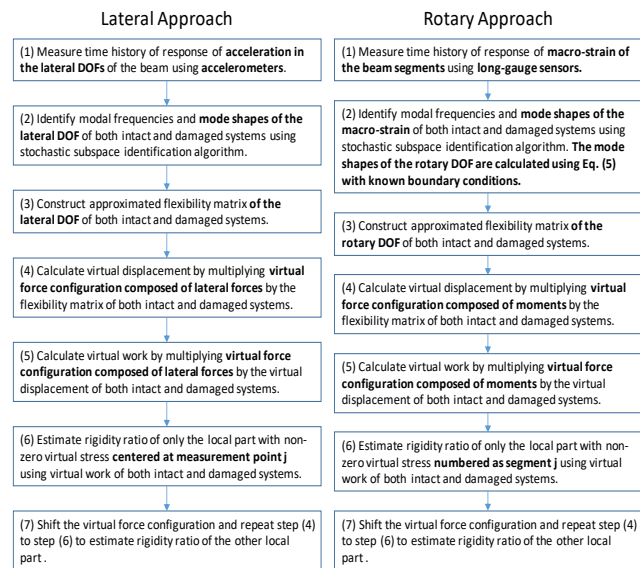 Lateral Approach
(1) Measure time history of response of acceleration in
the lateral DOFs of the beam using accelerometers.
(2) Identify modal frequencies and mode shapes of the
lateral DOF of both intact and damaged systems using
stochastic subspace identification algorithm.
(3) Construct approximated flexibility matrix of the
lateral DOF of both intact and damaged systems.
(4) Calculate virtual displacement by multiplying virtual
force configuration composed of lateral forces by the
flexibility matrix of both intact and damaged systems.
(5) Calculate virtual work by multiplying virtual force
configuration composed of lateral forces by the virtual
displacement of both intact and damaged systems.
(6) Estimate rigidity ratio of only the local part with non-
zero virtual stress centered at measurement point j
using virtual work of both intact and damaged systems.
(7) Shift the virtual force configuration and repeat step (4)
to step (6) to estimate rigidity ratio of the other local
part .
Rotary Approach
(1) Measure time history of response of macro-strain of
the beam segments using long-gauge sensors.
(2) Identify modal frequencies and mode shapes of the
macro-strain of both intact and damaged systems using
stochastic subspace identification algorithm. The mode
shapes of the rotary DOF are calculated using Eq. (5)
with known boundary conditions.
(3) Construct approximated flexibility matrix of the
rotary DOF of both intact and damaged systems.
(4) Calculate virtual displacement by multiplying virtual
force configuration composed of moments by the
flexibility matrix of both intact and damaged systems.
(5) Calculate virtual work by multiplying virtual force
configuration composed of moments by the virtual
displacement of both intact and damaged systems.
(6) Estimate rigidity ratio of only the local part with non-
zero virtual stress numbered as segment j using virtual
work of both intact and damaged systems.
(7) Shift the virtual force configuration and repeat step (4)
to step (6) to estimate rigidity ratio of the other local
part .